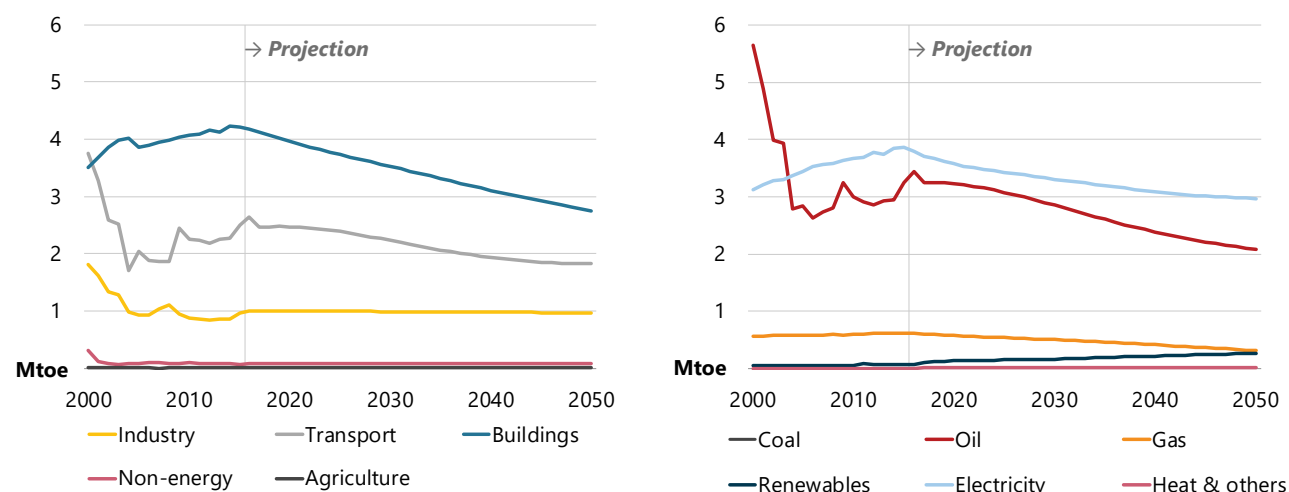 6
5
4
3
2
1
Mtoe
→ Projection
2000 2010 2020 2030 2040 2050
Industry Transport Buildings
Non-energy Agriculture
6
5
4
3
2
1
Mtoe
→ Projection
2000 2010 2020 2030 2040 2050
Coal Oil Gas
Renewables Electricity Heat & others